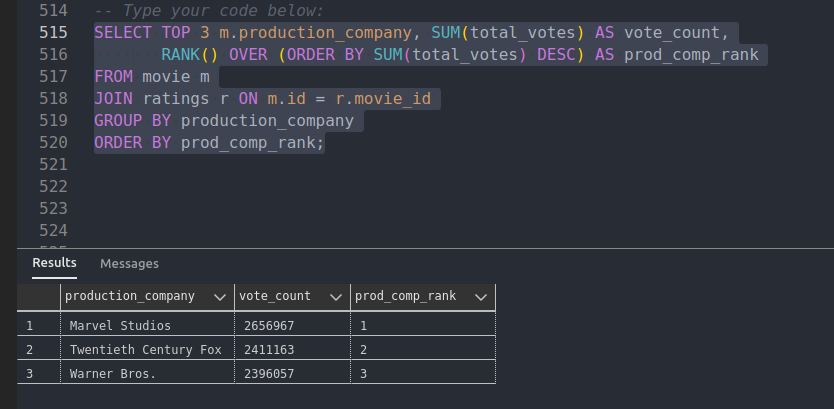 514 -- Type your code below:
515 SELECT TOP 3 m.production_company, SUM(total_votes) AS vote_count,
516 RANK() OVER (ORDER BY SUM(total_votes) DESC) AS prod_comp_rank
517 FROM movie m
518 JOIN ratings r ON m.id = r.movie_id
519 GROUP BY production_company
520 ORDER BY prod_comp_rank;
521
522
523
524
Results Messages
production_company vote_count prod_comp_rank
1 Marvel Studios 2656967 1
2 Twentieth Century Fox 2411163 2
3 Warner Bros. 2396057 3